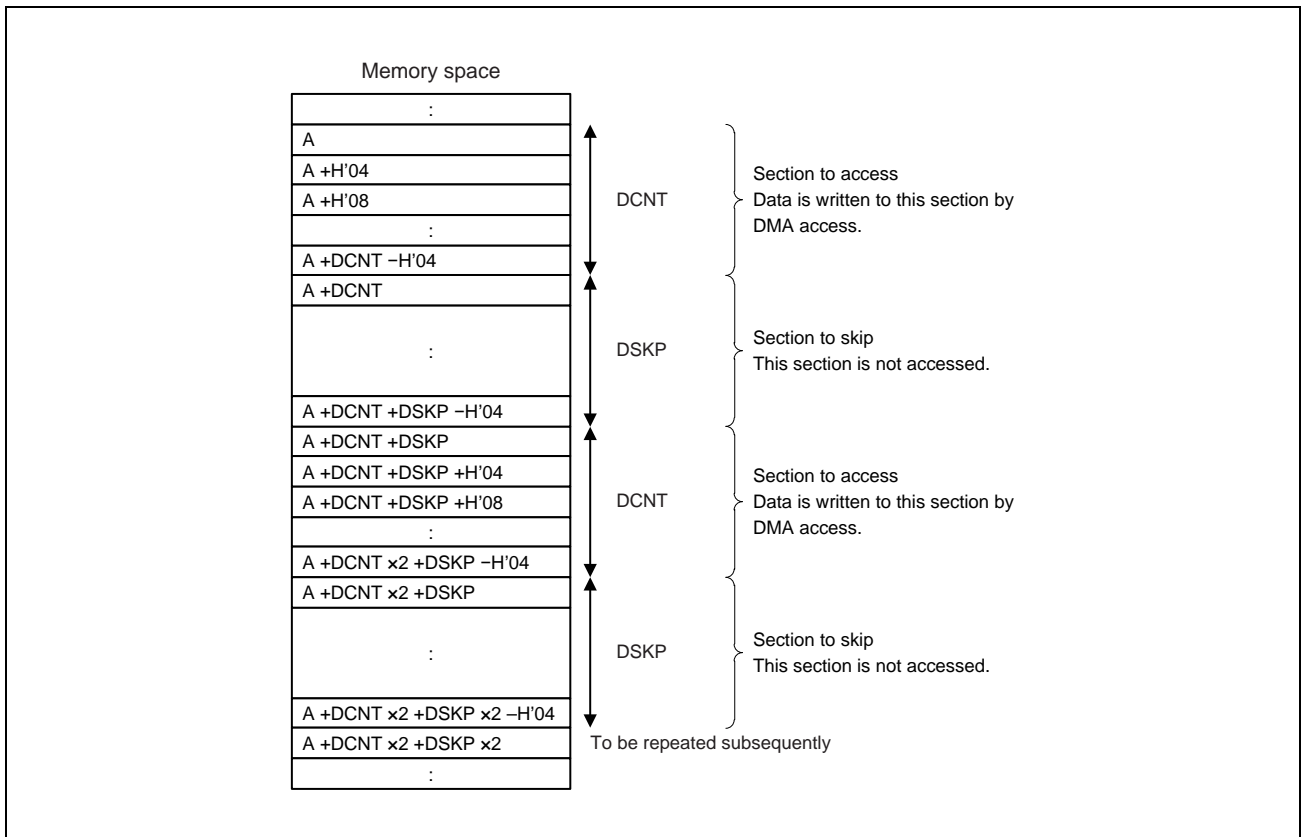 Memory space
:
A
A +H’04
A +H’08
:
A +DCNT −H’04
DCNT
Section to access
Data is written to this section by
DMA access.
A +DCNT
:
A +DCNT +DSKP −H’04
DSKP
Section to skip
This section is not accessed.
A +DCNT +DSKP
A +DCNT +DSKP +H’04
A +DCNT +DSKP +H’08
:
A +DCNT ×2 +DSKP −H’04
DCNT
Section to access
Data is written to this section by
DMA access.
A +DCNT ×2 +DSKP
:
A +DCNT ×2 +DSKP ×2 –H’04
DSKP
Section to skip
This section is not accessed.
A +DCNT ×2 +DSKP ×2
To be repeated subsequently
: